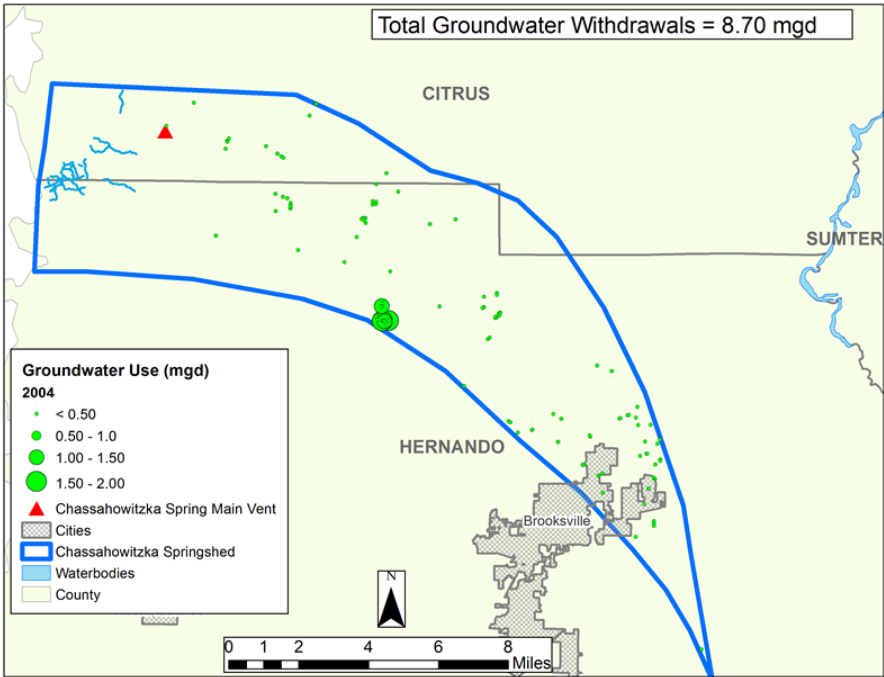 Total Groundwater Withdrawals = 8.70 mgd
CITRUS
SUMTER
HERNANDO
Brooksville
Groundwater Use (mgd)
2004
< 0.50
0.50 - 1.0
1.00 - 1.50
1.50 - 2.00
Chassahowitzka Spring Main Vent
Cities
Chassahowitzka Springshed
Waterbodies
County
N
0 1 2 4 6 8
Miles